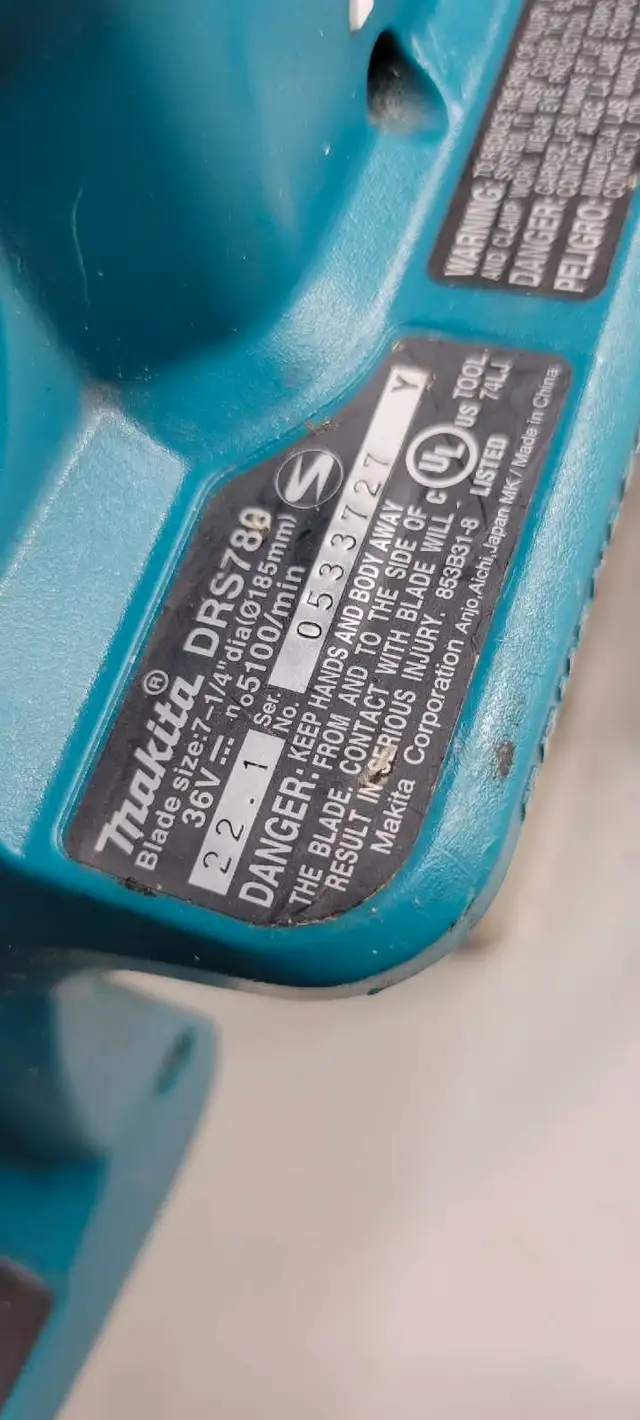 makita® DRS780
Blade size:7-1/4"dia(Ø185mm)
36V n₀5100/min
22.1 Ser. No. 0533727 Y
DANGER: KEEP HANDS AND BODY AWAY
FROM AND TO THE SIDE OF
THE BLADE. CONTACT WITH BLADE WILL
RESULT IN SERIOUS INJURY. 853B31-8
c UL US TOOL
LISTED 74LJ
Makita Corporation Anjo,Aichi,Japan MK / Made in China
WARNING:
AND CLAMP
DANGER:
PELIGRO: